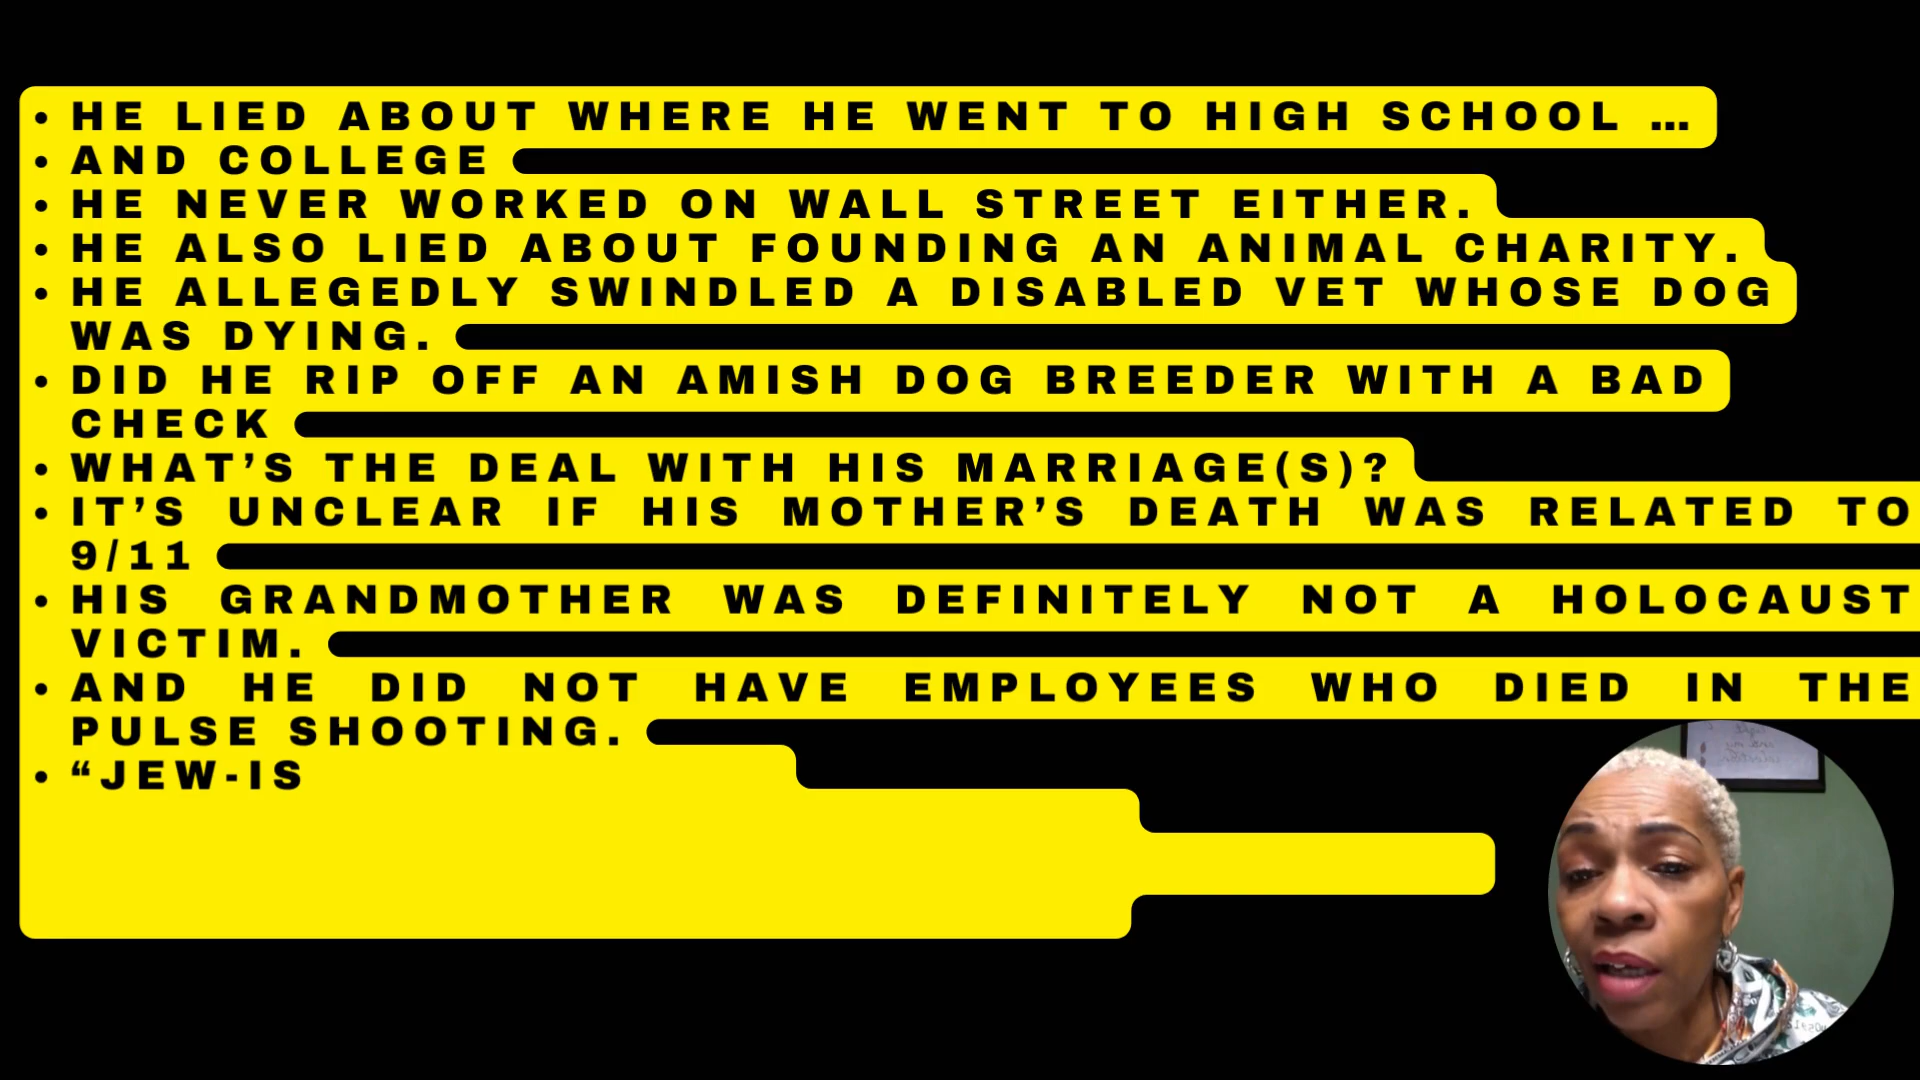 • HE LIED ABOUT WHERE HE WENT TO HIGH SCHOOL ...
• AND COLLEGE
• HE NEVER WORKED ON WALL STREET EITHER.
• HE ALSO LIED ABOUT FOUNDING AN ANIMAL CHARITY.
• HE ALLEGEDLY SWINDLED A DISABLED VET WHOSE DOG
WAS DYING.
• DID HE RIP OFF AN AMISH DOG BREEDER WITH A BAD
CHECK
• WHAT’S THE DEAL WITH HIS MARRIAGE(S)?
• IT’S UNCLEAR IF HIS MOTHER’S DEATH WAS RELATED TO
9/11
• HIS GRANDMOTHER WAS DEFINITELY NOT A HOLOCAUST
VICTIM.
• AND HE DID NOT HAVE EMPLOYEES WHO DIED IN THE
PULSE SHOOTING.
• “JEW-IS